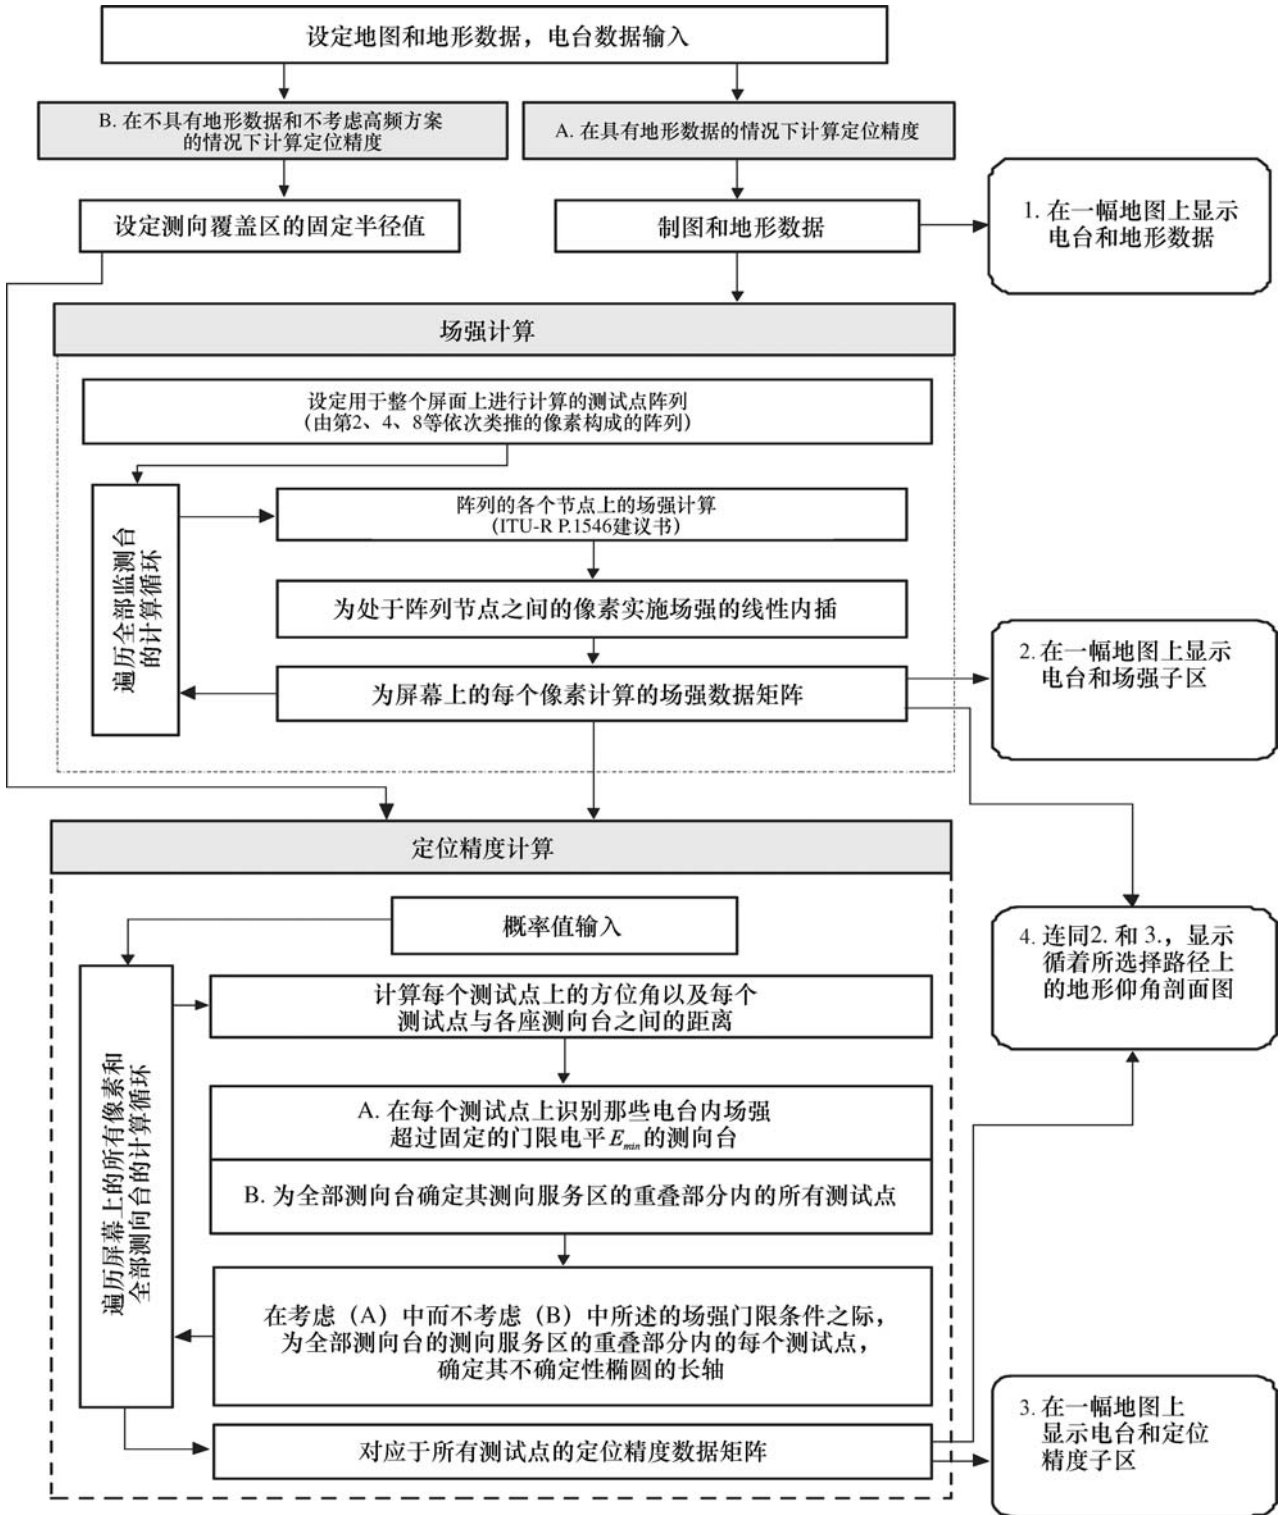 设定地图和地形数据，电台数据输入
B. 在不具有地形数据和不考虑高频方案
的情况下计算定位精度
A. 在具有地形数据的情况下计算定位精度
设定测向覆盖区的固定半径值
制图和地形数据
1. 在一幅地图上显示
电台和地形数据
场强计算
设定用于整个屏面上进行计算的测试点阵列
（由第2、4、8等依次类推的像素构成的阵列）
遍历全部监测台
的计算循环
阵列的各个节点上的场强计算
（ITU-R P.1546建议书）
为处于阵列节点之间的像素实施场强的线性内插
为屏幕上的每个像素计算的场强数据矩阵
2. 在一幅地图上显示
电台和场强子区
定位精度计算
概率值输入
4. 连同2. 和 3.，显示
循着所选择路径上
的地形仰角剖面图
遍历屏幕上的所有像素和
全部测向台的计算循环
计算每个测试点上的方位角以及每个
测试点与各座测向台之间的距离
A. 在每个测试点上识别那些电台内场强
超过固定的门限电平 Emin 的测向台
B. 为全部测向台确定其测向服务区的重叠部分内的所有测试点
在考虑（A）中而不考虑（B）中所述的场强门限条件之际，
为全部测向台的测向服务区的重叠部分内的每个测试点，
确定其不确定性椭圆的长轴
对应于所有测试点的定位精度数据矩阵
3. 在一幅地图上
显示电台和定位
精度子区